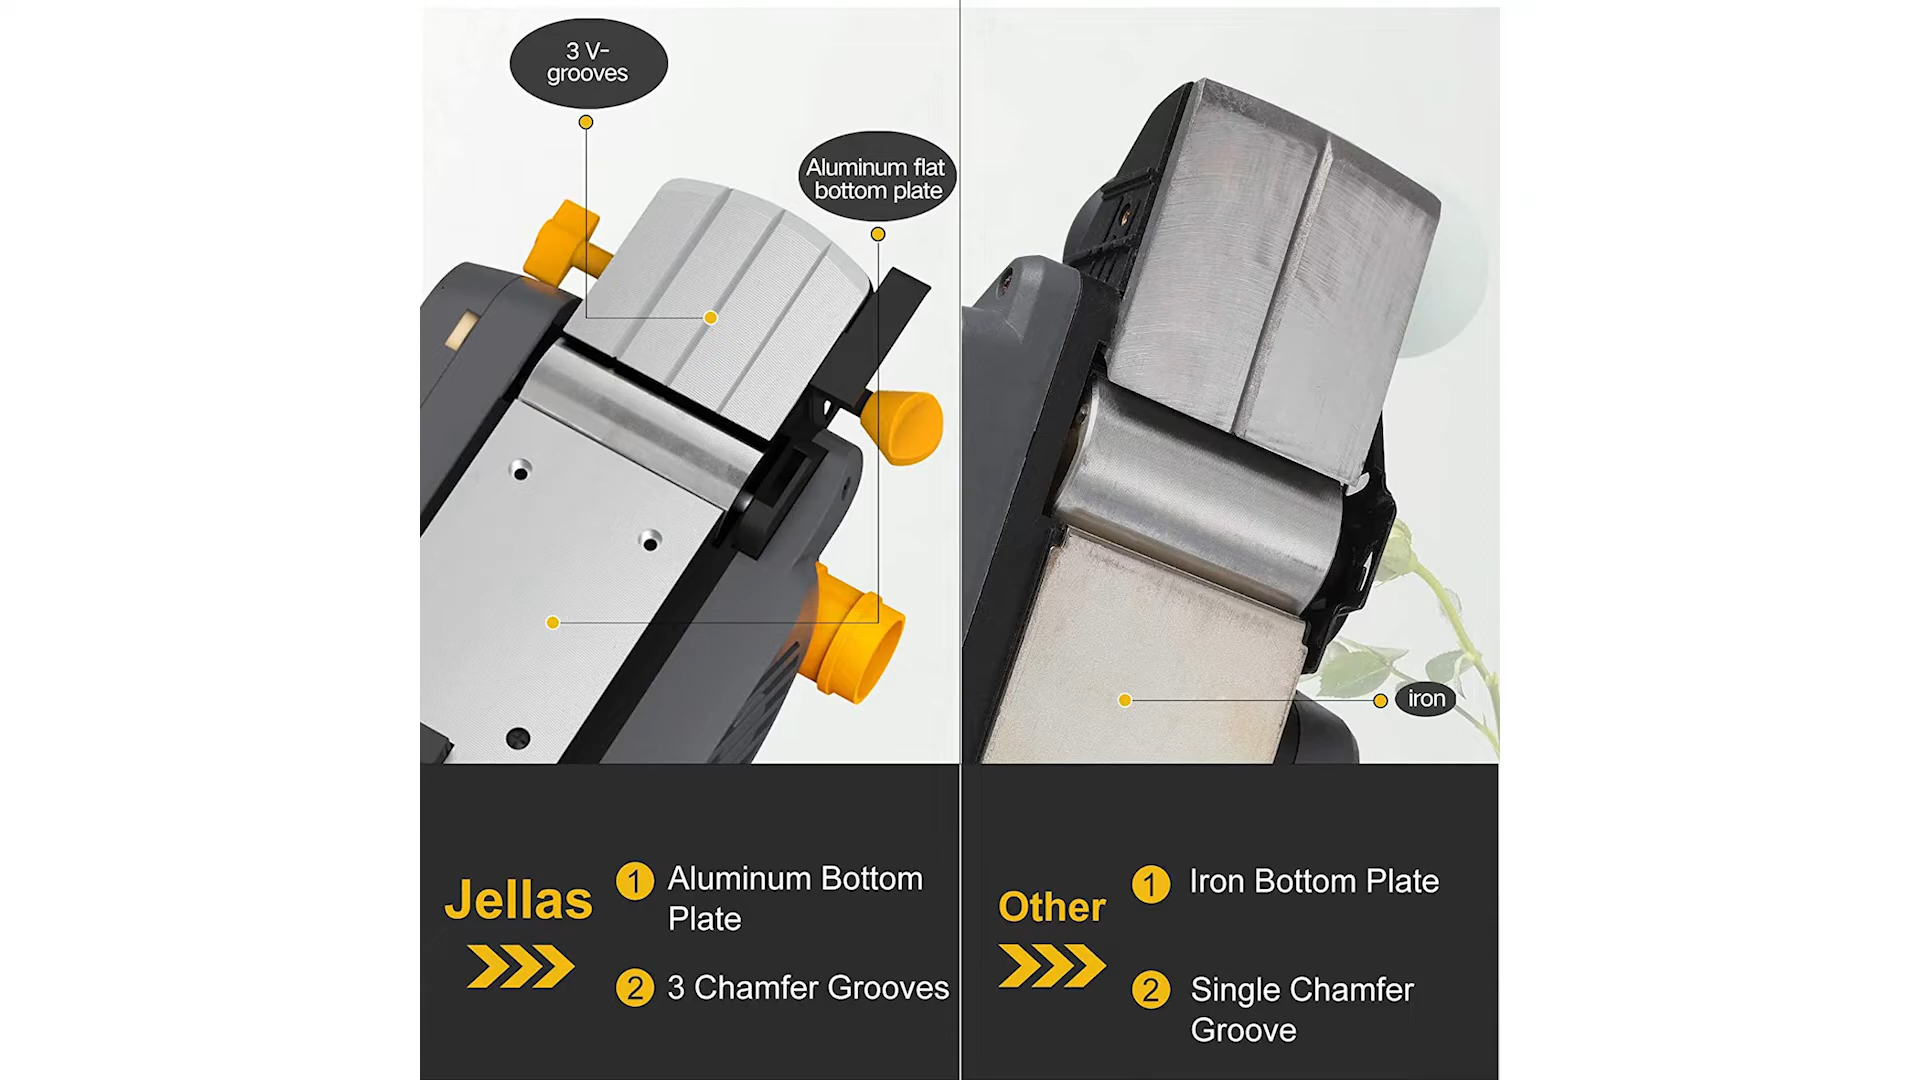 3 V-
grooves
Aluminum flat
bottom plate
iron
Jellas
1 Aluminum Bottom
Plate
2 3 Chamfer Grooves
Other
1 Iron Bottom Plate
2 Single Chamfer
Groove